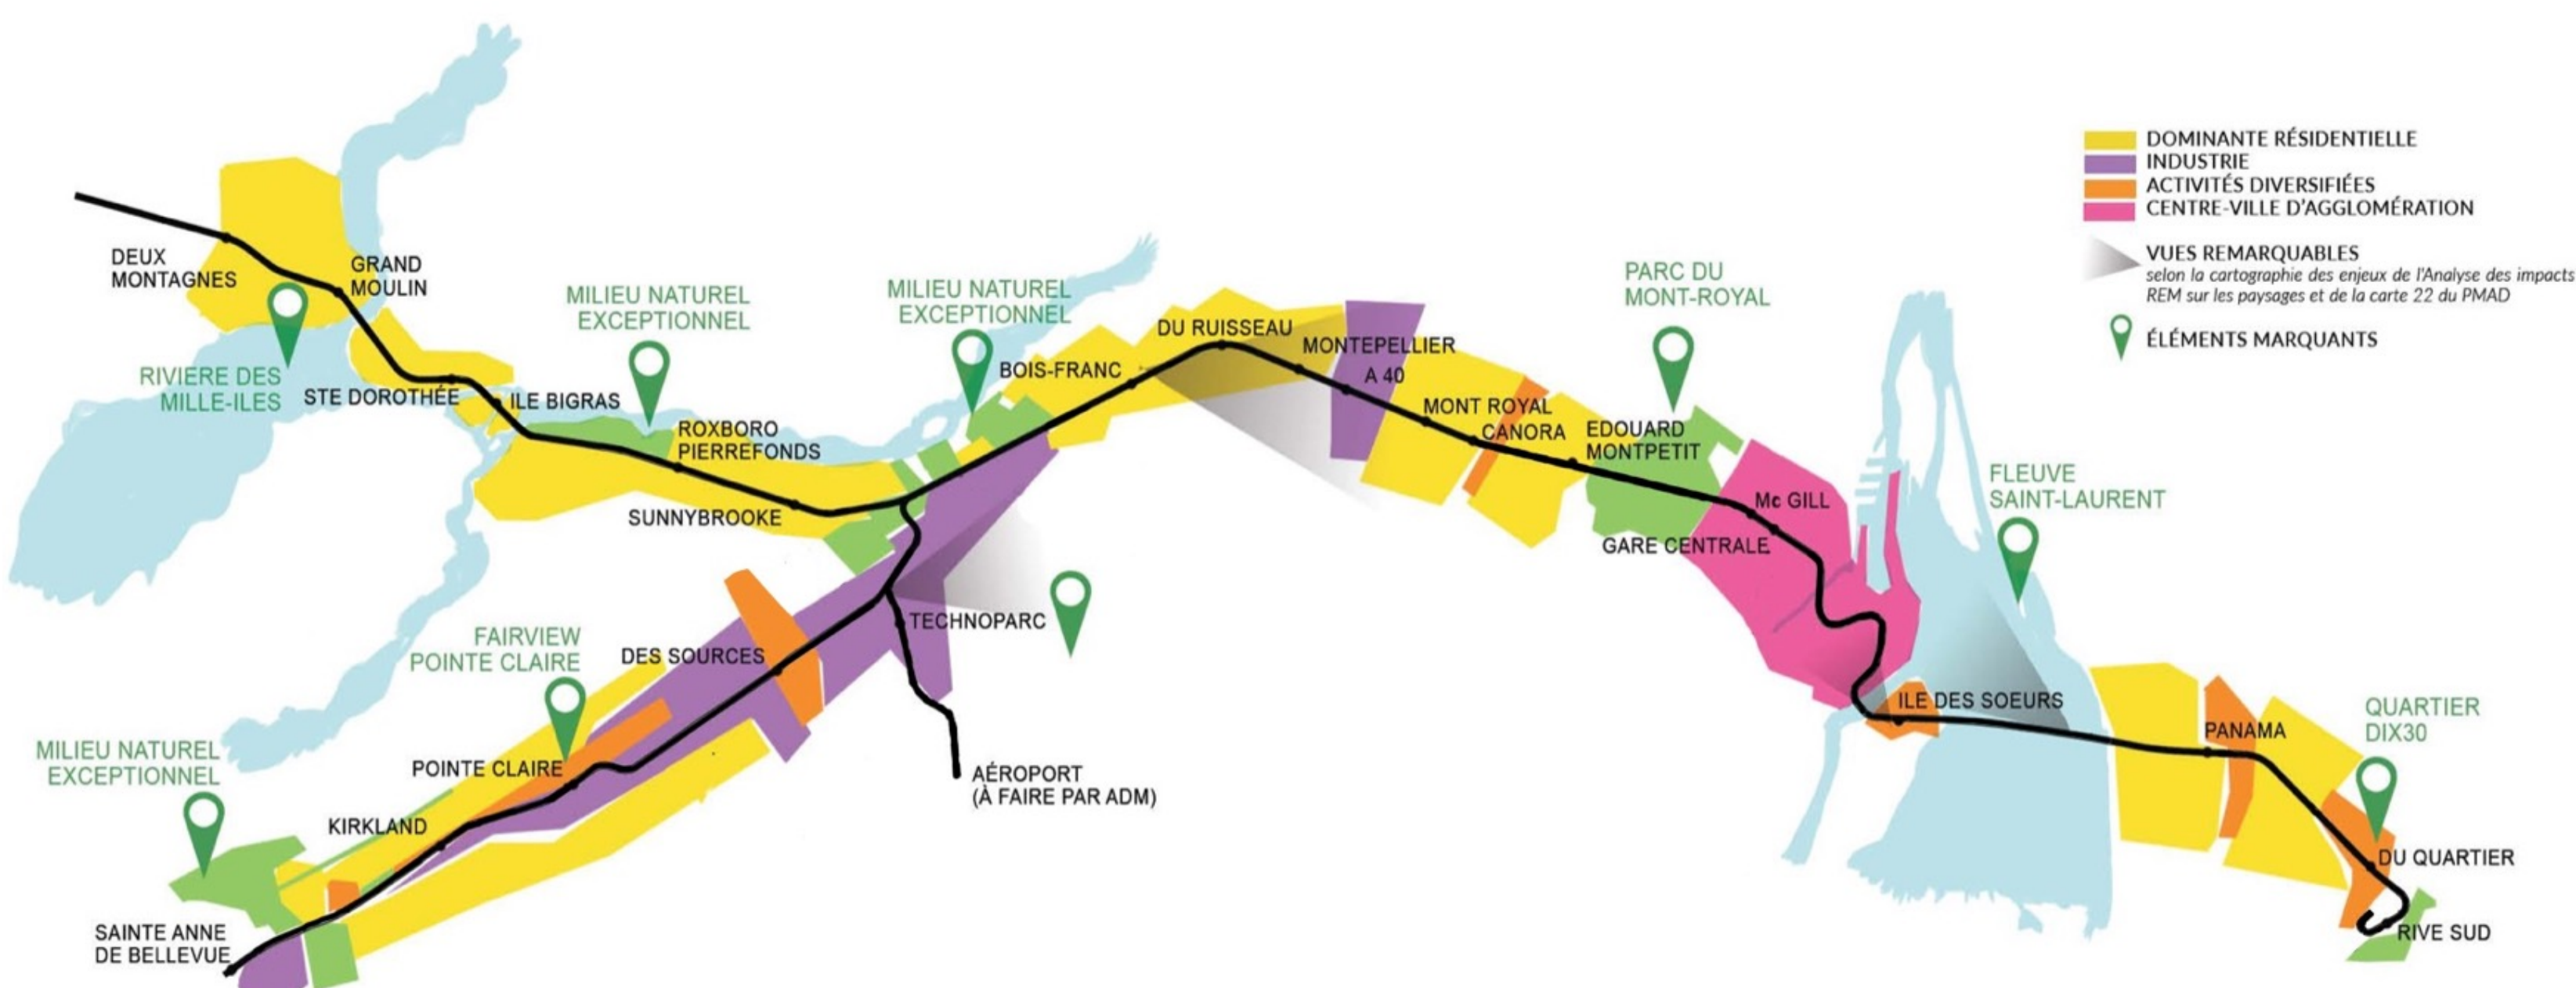 DOMINANTE RÉSIDENTIELLE
INDUSTRIE
ACTIVITÉS DIVERSIFIÉES
CENTRE-VILLE D'AGGLOMÉRATION
VUES REMARQUABLES
selon la cartographie des enjeux de l'Analyse des impacts
REM sur les paysages et de la carte 22 du PMAD
ÉLÉMENTS MARQUANTS
DEUX
MONTAGNES
GRAND
MOULIN
RIVIERE DES
MILLE-ILES
STE DOROTHÉE
ILE BIGRAS
MILIEU NATUREL
EXCEPTIONNEL
ROXBORO
PIERREFONDS
SUNNYBROOKE
MILIEU NATUREL
EXCEPTIONNEL
BOIS-FRANC
DU RUISSEAU
MONTEPELLIER
A 40
MONT ROYAL
CANORA
EDOUARD
MONTPETIT
PARC DU
MONT-ROYAL
Mc GILL
GARE CENTRALE
FLEUVE
SAINT-LAURENT
ILE DES SOEURS
PANAMA
QUARTIER
DIX30
DU QUARTIER
RIVE SUD
TECHNOPARC
AÉROPORT
(À FAIRE PAR ADM)
DES SOURCES
FAIRVIEW
POINTE CLAIRE
POINTE CLAIRE
KIRKLAND
MILIEU NATUREL
EXCEPTIONNEL
SAINTE ANNE
DE BELLEVUE